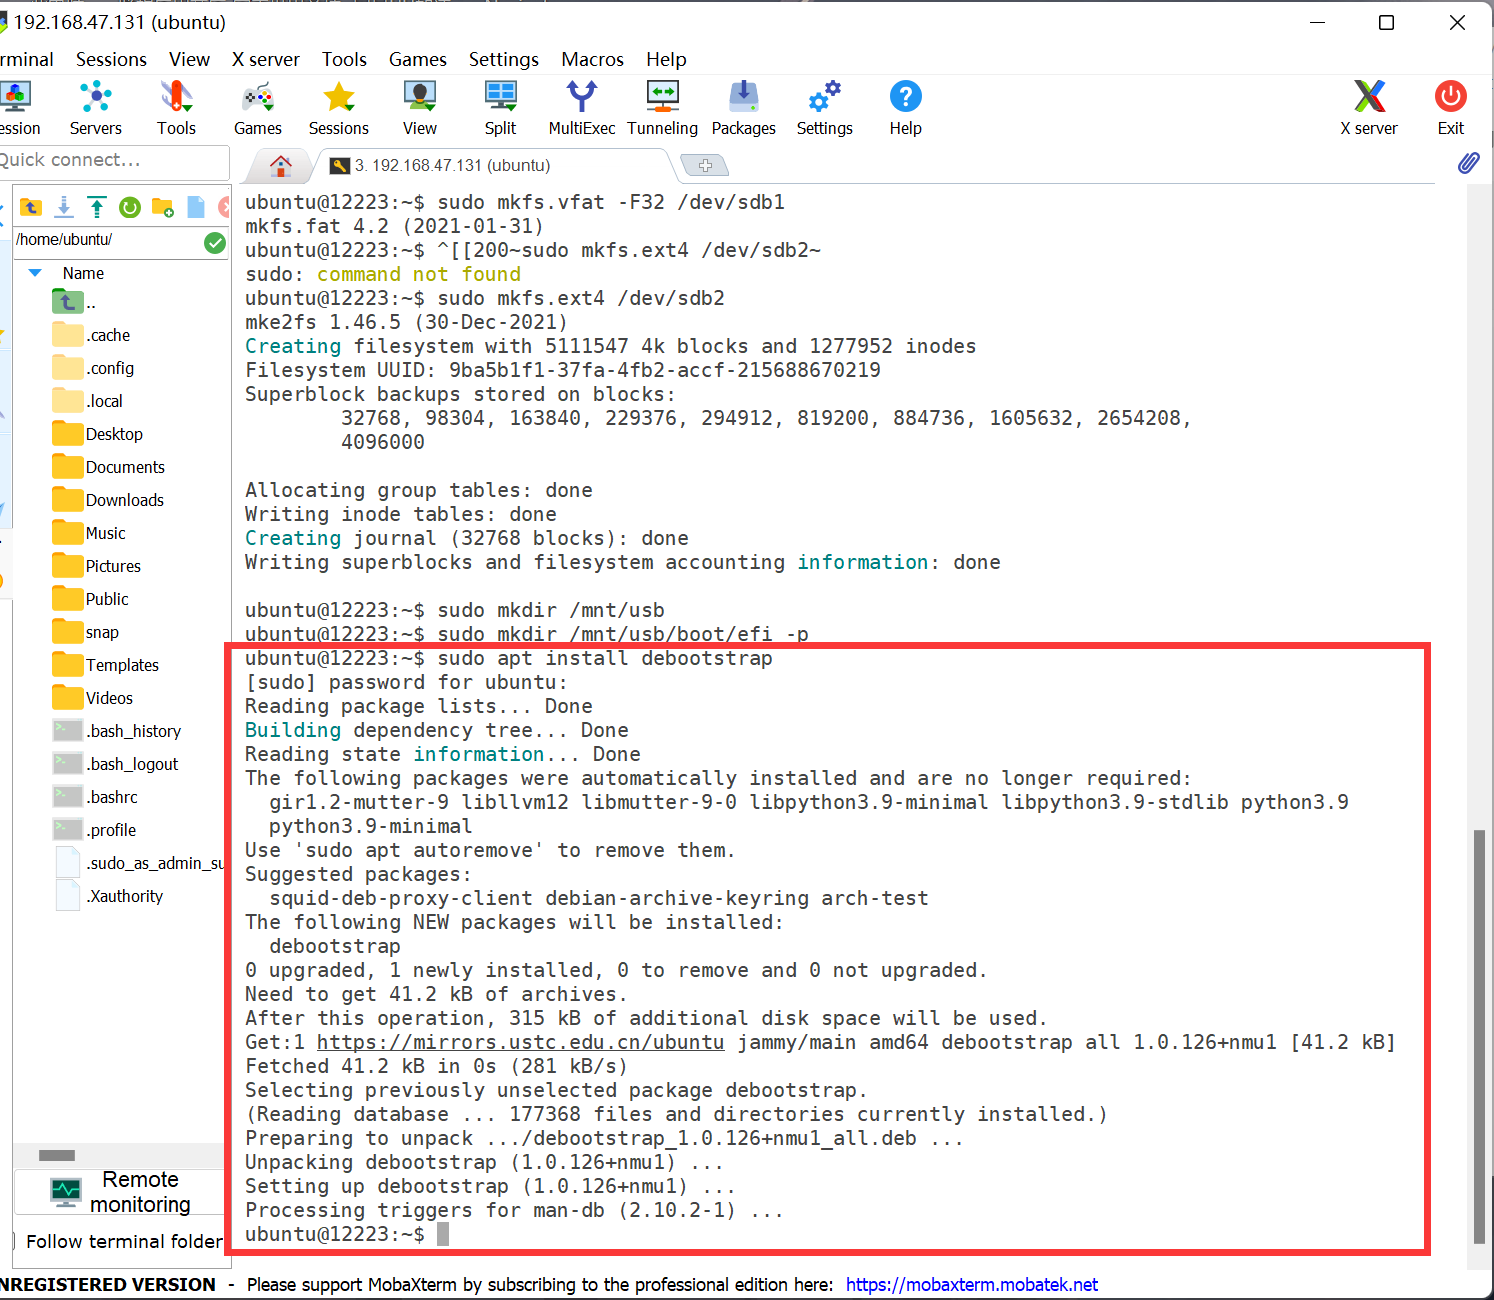 192.168.47.131 (ubuntu)
rminal Sessions View X server Tools Games Settings Macros Help
ession Servers Tools Games Sessions View Split MultiExec Tunneling Packages Settings Help X server Exit
Quick connect...
3. 192.168.47.131 (ubuntu)
/home/ubuntu/
Name
..
.cache
.config
.local
Desktop
Documents
Downloads
Music
Pictures
Public
snap
Templates
Videos
.bash_history
.bash_logout
.bashrc
.profile
.sudo_as_admin_su
.Xauthority
Remote
monitoring
Follow terminal folder
ubuntu@12223:~$ sudo mkfs.vfat -F32 /dev/sdb1
mkfs.fat 4.2 (2021-01-31)
ubuntu@12223:~$ ^[[200~sudo mkfs.ext4 /dev/sdb2~
sudo: command not found
ubuntu@12223:~$ sudo mkfs.ext4 /dev/sdb2
mke2fs 1.46.5 (30-Dec-2021)
Creating filesystem with 5111547 4k blocks and 1277952 inodes
Filesystem UUID: 9ba5b1f1-37fa-4fb2-accf-215688670219
Superblock backups stored on blocks:
32768, 98304, 163840, 229376, 294912, 819200, 884736, 1605632, 2654208,
4096000
Allocating group tables: done
Writing inode tables: done
Creating journal (32768 blocks): done
Writing superblocks and filesystem accounting information: done
ubuntu@12223:~$ sudo mkdir /mnt/usb
ubuntu@12223:~$ sudo mkdir /mnt/usb/boot/efi -p
ubuntu@12223:~$ sudo apt install debootstrap
[sudo] password for ubuntu:
Reading package lists... Done
Building dependency tree... Done
Reading state information... Done
The following packages were automatically installed and are no longer required:
gir1.2-mutter-9 libllvm12 libmutter-9-0 libpython3.9-minimal libpython3.9-stdlib python3.9
python3.9-minimal
Use 'sudo apt autoremove' to remove them.
Suggested packages:
squid-deb-proxy-client debian-archive-keyring arch-test
The following NEW packages will be installed:
debootstrap
0 upgraded, 1 newly installed, 0 to remove and 0 not upgraded.
Need to get 41.2 kB of archives.
After this operation, 315 kB of additional disk space will be used.
Get:1 https://mirrors.ustc.edu.cn/ubuntu jammy/main amd64 debootstrap all 1.0.126+nmu1 [41.2 kB]
Fetched 41.2 kB in 0s (281 kB/s)
Selecting previously unselected package debootstrap.
(Reading database ... 177368 files and directories currently installed.)
Preparing to unpack .../debootstrap_1.0.126+nmu1_all.deb ...
Unpacking debootstrap (1.0.126+nmu1) ...
Setting up debootstrap (1.0.126+nmu1) ...
Processing triggers for man-db (2.10.2-1) ...
ubuntu@12223:~$
NREGISTERED VERSION - Please support MobaXterm by subscribing to the professional edition here: https://mobaxterm.mobatek.net